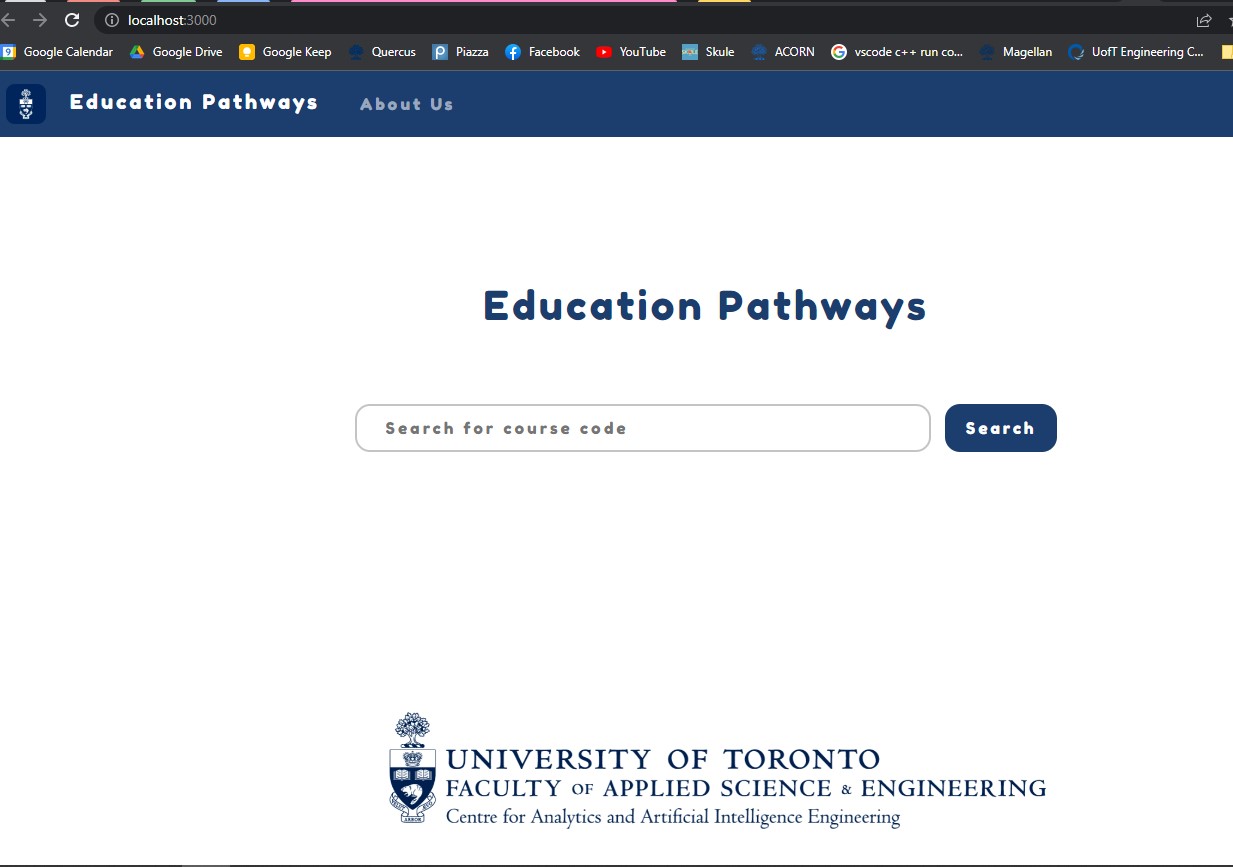 localhost:3000
9 Google Calendar Google Drive Google Keep Quercus Piazza Facebook YouTube Skule ACORN vscode c++ run co... Magellan UofT Engineering C...
Education Pathways About Us
Education Pathways
Search for course code Search
UNIVERSITY OF TORONTO
FACULTY OF APPLIED SCIENCE & ENGINEERING
Centre for Analytics and Artificial Intelligence Engineering